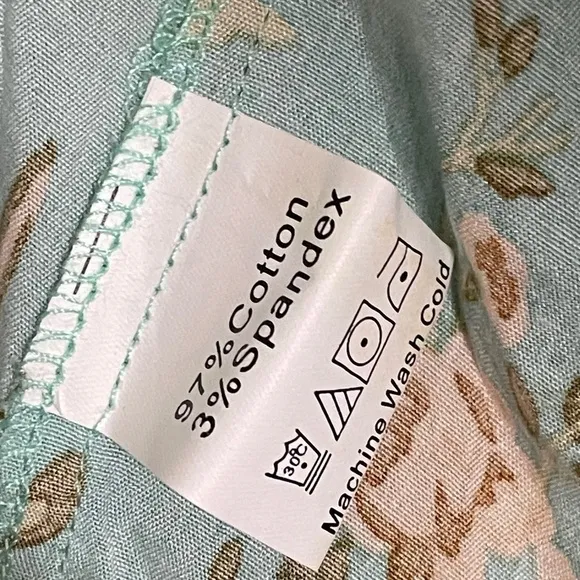 97%Cotton
3%Spandex
30℃
Machine Wash Cold